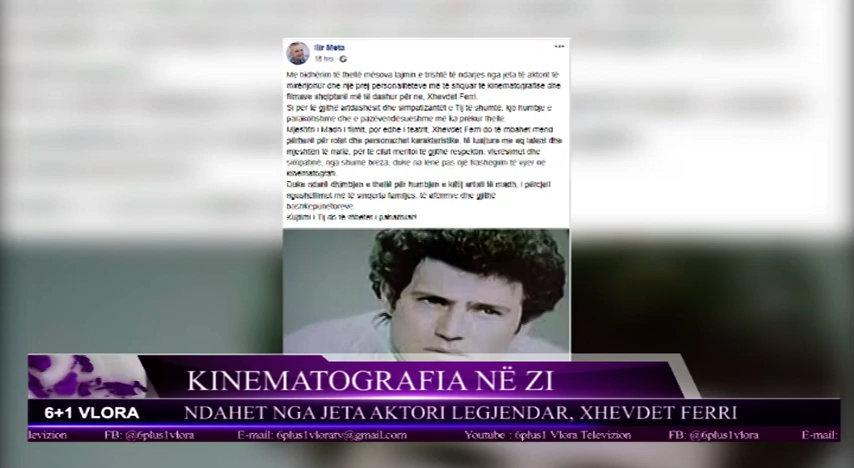 Ilir Meta
18 hrs
Me hidhërim të thellë mësova lajmin e trishtë të ndarjes nga jeta të aktorit të
mirënjohur dhe një prej personaliteteve më të shquar të kinematografisë dhe
filmave shqiptarë më të dashur për ne, Xhevdet Ferri.
Si për të gjithë artdashësit dhe simpatizantët e Tij të shumtë, kjo humbje e
parakohshme dhe e pazëvendësueshme më ka prekur thellë.
Mjeshtri i Madh i filmit, por edhe i teatrit, Xhevdet Ferri do të mbahet mend
përherë për rolet dhe personazhet karakteristike, të luajtura me aq talent dhe
mjeshtëri të rrallë, për të cilat meritoi të gjithë respektin, vlerësimet dhe
simpatinë, nga shumë breza, duke na lënë pas një trashëgimi të vyer në
kinematografi.
Duke ndarë dhimbjen e thellë për humbjen e këtij artisti të madh, i përcjell
ngushëllimet më të sinqerta familjes, të afërmve dhe gjithë
bashkëpunëtorëve.
Kujtimi i Tij do të mbetet i paharruar!
KINEMATOGRAFIA NË ZI
6+1 VLORA
NDAHET NGA JETA AKTORI LEGJENDAR, XHEVDET FERRI
levizion FB: @6plus1vlora E-mail: 6plus1vloratv@gmail.com Youtube : 6plus1 Vlora Televizion FB: @6plus1vlora E-mail: